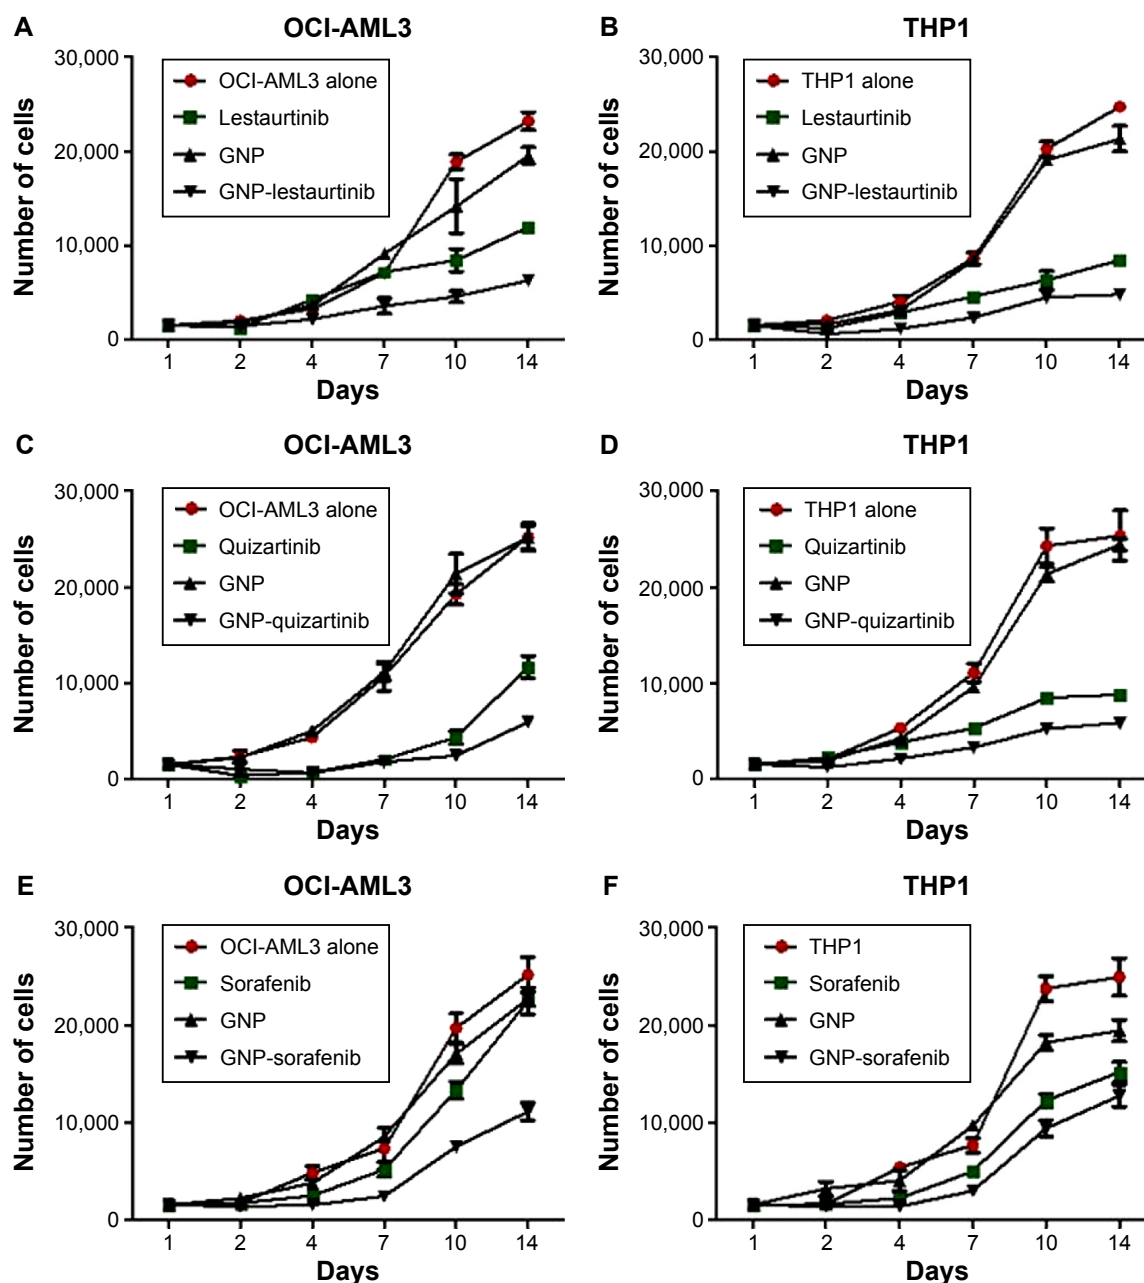 A
OCI-AML3
Number of cells
30,000
20,000
10,000
0
OCI-AML3 alone
Lestaurtinib
GNP
GNP-lestaurtinib
1 2 4 7 10 14
Days
B
THP1
Number of cells
30,000
20,000
10,000
0
THP1 alone
Lestaurtinib
GNP
GNP-lestaurtinib
1 2 4 7 10 14
Days
C
OCI-AML3
Number of cells
30,000
20,000
10,000
0
OCI-AML3 alone
Quizartinib
GNP
GNP-quizartinib
1 2 4 7 10 14
Days
D
THP1
Number of cells
30,000
20,000
10,000
0
THP1 alone
Quizartinib
GNP
GNP-quizartinib
1 2 4 7 10 14
Days
E
OCI-AML3
Number of cells
30,000
20,000
10,000
0
OCI-AML3 alone
Sorafenib
GNP
GNP-sorafenib
1 2 4 7 10 14
Days
F
THP1
Number of cells
30,000
20,000
10,000
0
THP1
Sorafenib
GNP
GNP-sorafenib
1 2 4 7 10 14
Days